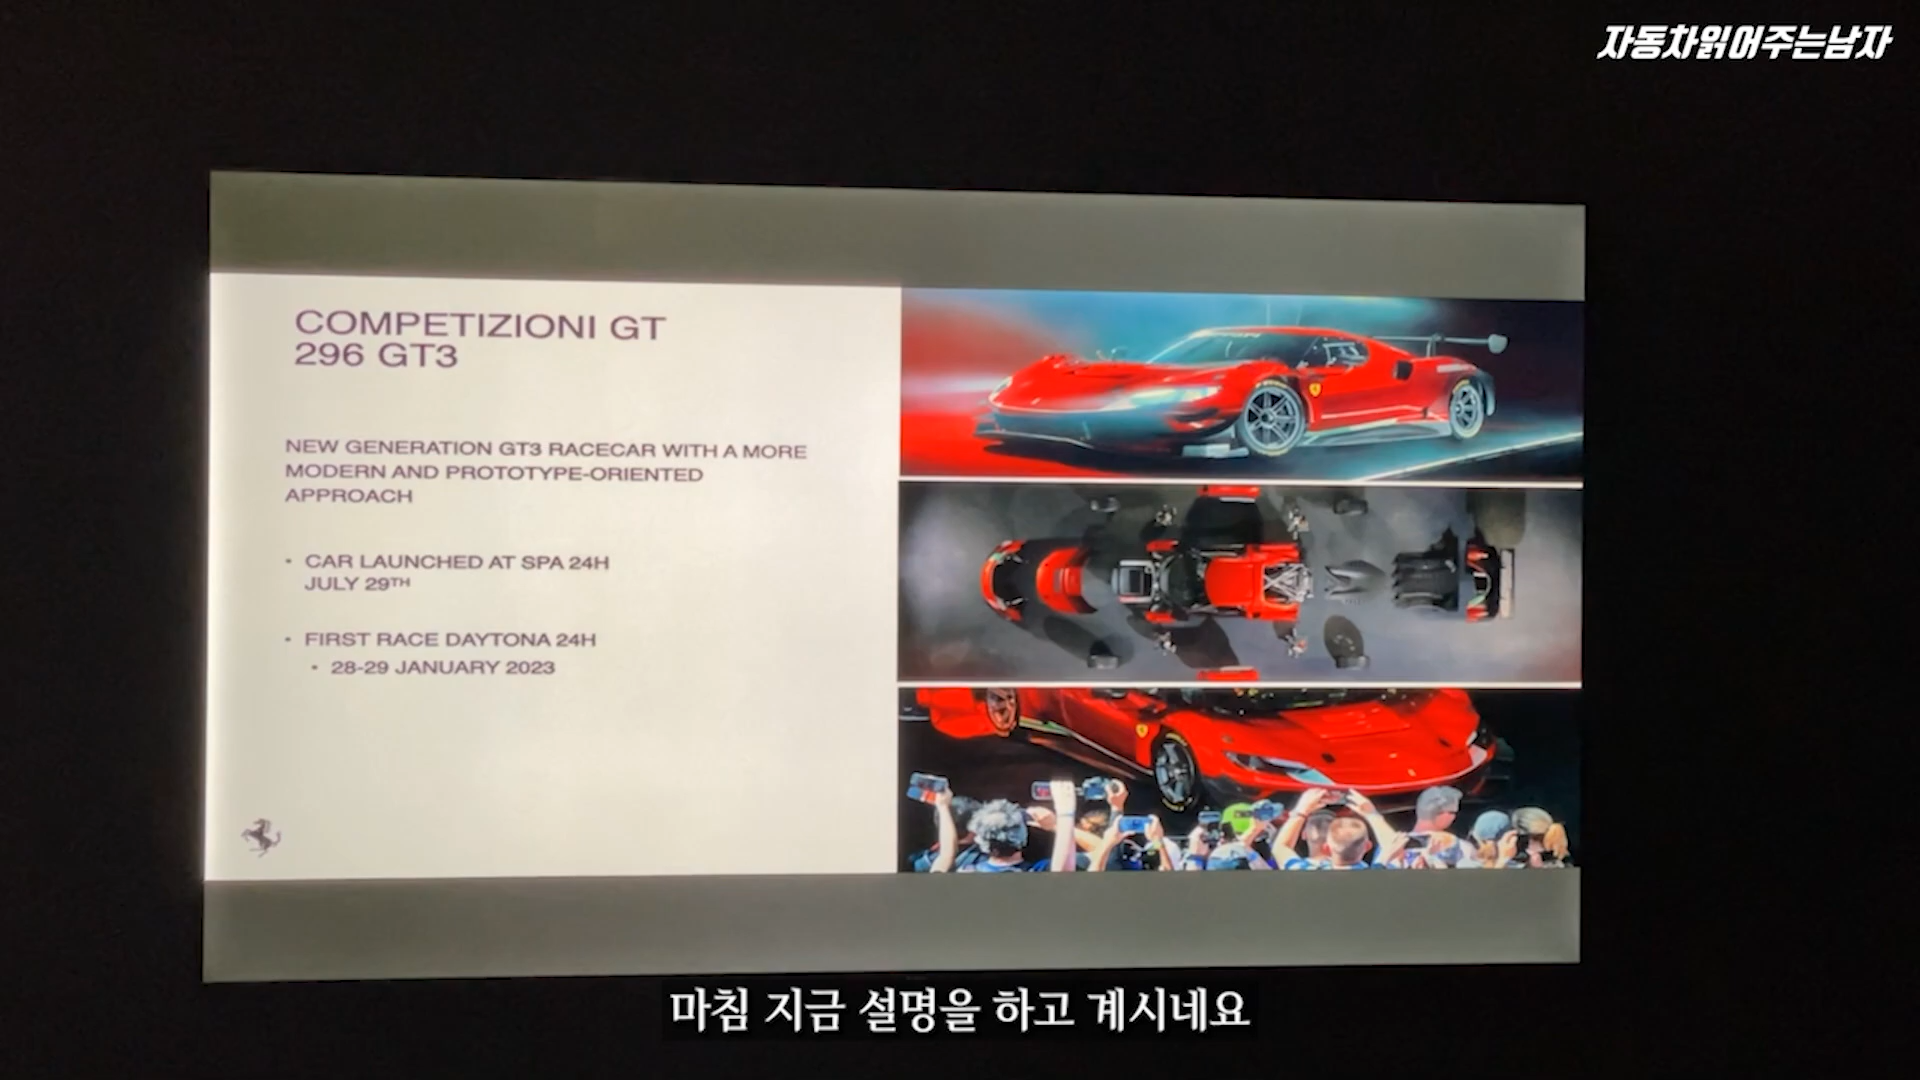 자동차읽어주는남자
COMPETIZIONI GT
296 GT3
NEW GENERATION GT3 RACECAR WITH A MORE
MODERN AND PROTOTYPE-ORIENTED
APPROACH
• CAR LAUNCHED AT SPA 24H
JULY 29TH
• FIRST RACE DAYTONA 24H
• 28-29 JANUARY 2023
마침 지금 설명을 하고 계시네요